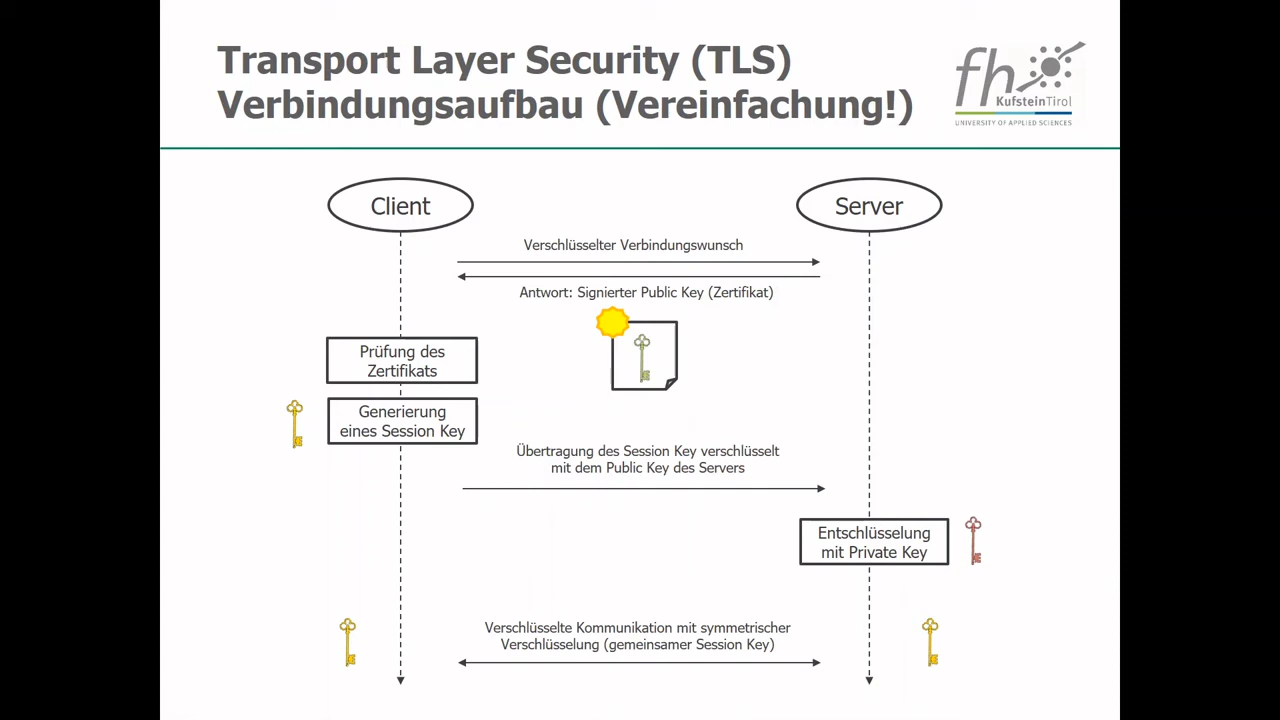 Transport Layer Security (TLS)
Verbindungsaufbau (Vereinfachung!)
fh
KufsteinTirol
UNIVERSITY OF APPLIED SCIENCES
Client
Server
Verschlüsselter Verbindungswunsch
Antwort: Signierter Public Key (Zertifikat)
Prüfung des
Zertifikats
Generierung
eines Session Key
Übertragung des Session Key verschlüsselt
mit dem Public Key des Servers
Entschlüsselung
mit Private Key
Verschlüsselte Kommunikation mit symmetrischer
Verschlüsselung (gemeinsamer Session Key)